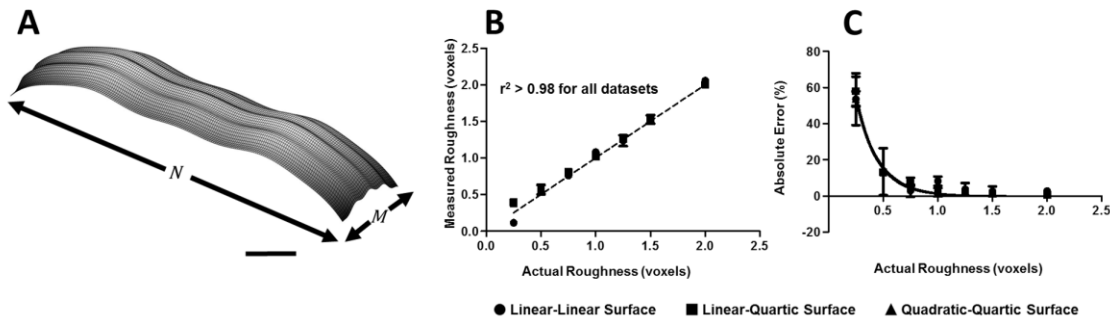 A
N
M
B
Measured Roughness (voxels)
2.5
2.0
1.5
1.0
0.5
0.0
r² > 0.98 for all datasets
0.0 0.5 1.0 1.5 2.0 2.5
Actual Roughness (voxels)
C
Absolute Error (%)
80
60
40
20
0
-20
0.5 1.0 1.5 2.0 2.5
Actual Roughness (voxels)
Linear-Linear Surface Linear-Quartic Surface Quadratic-Quartic Surface